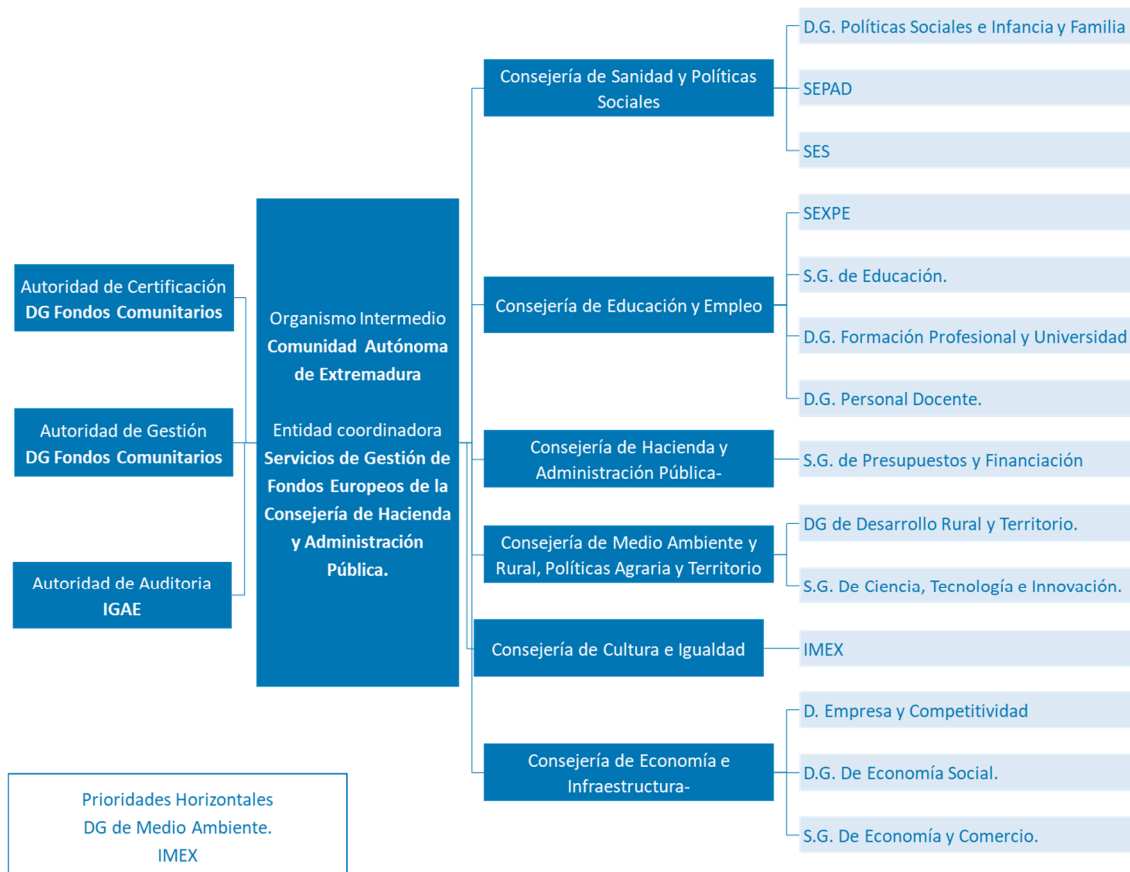 Autoridad de Certificación
DG Fondos Comunitarios
Autoridad de Gestión
DG Fondos Comunitarios
Autoridad de Auditoria
IGAE
Organismo Intermedio
Comunidad Autónoma
de Extremadura
Entidad coordinadora
Servicios de Gestión de
Fondos Europeos de la
Consejería de Hacienda
y Administración
Pública.
Consejería de Sanidad y Políticas
Sociales
D.G. Políticas Sociales e Infancia y Familia
SEPAD
SES
Consejería de Educación y Empleo
SEXPE
S.G. de Educación.
D.G. Formación Profesional y Universidad
D.G. Personal Docente.
Consejería de Hacienda y
Administración Pública-
S.G. de Presupuestos y Financiación
Consejería de Medio Ambiente y
Rural, Políticas Agraria y Territorio
DG de Desarrollo Rural y Territorio.
S.G. De Ciencia, Tecnología e Innovación.
Consejería de Cultura e Igualdad
IMEX
Consejería de Economía e
Infraestructura-
D. Empresa y Competitividad
D.G. De Economía Social.
S.G. De Economía y Comercio.
Prioridades Horizontales
DG de Medio Ambiente.
IMEX